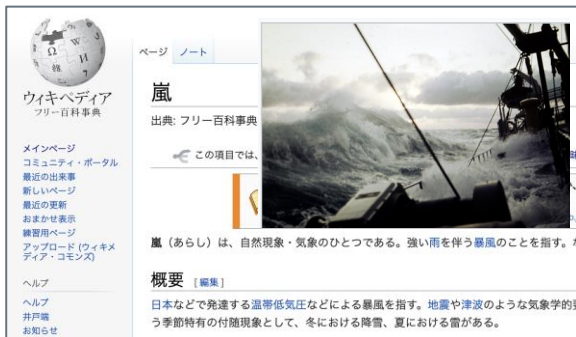 ウィキペディア
フリー百科事典
メインページ
コミュニティ・ポータル
最近の出来事
新しいページ
最近の更新
おまかせ表示
練習用ページ
アップロード (ウィキメ
ディア・コモンズ)
ヘルプ
ヘルプ
井戸端
お知らせ
ページ ノート
嵐
出典: フリー百科事典
この項目では、
嵐（あらし）は、自然現象・気象のひとつである。強い雨を伴う暴風のことを指す。
概要 [編集]
日本などで発達する温帯低気圧などによる暴風を指す。地震や津波のような気象学的
う季節特有の付随現象として、冬における降雪、夏における雷がある。